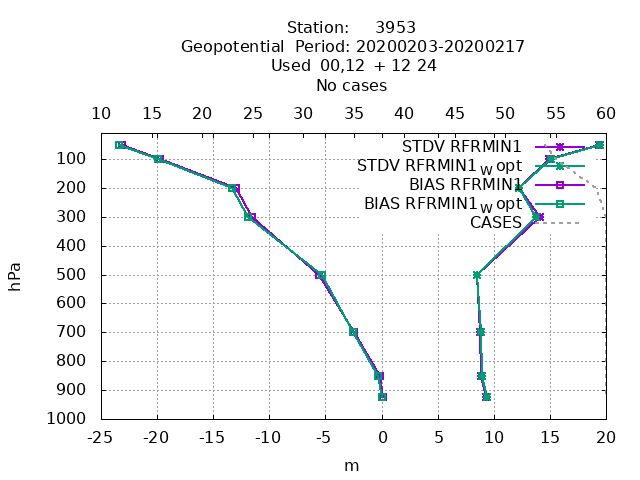 Station: 3953
Geopotential Period: 20200203-20200217
Used 00,12 + 12 24
No cases
10 15 20 25 30 35 40 45 50 55 60
STDV RFRMIN1
STDV RFRMIN1w opt
BIAS RFRMIN1
BIAS RFRMIN1w opt
CASES
hPa
100
200
300
400
500
600
700
800
900
1000
-25 -20 -15 -10 -5 0 5 10 15 20
m